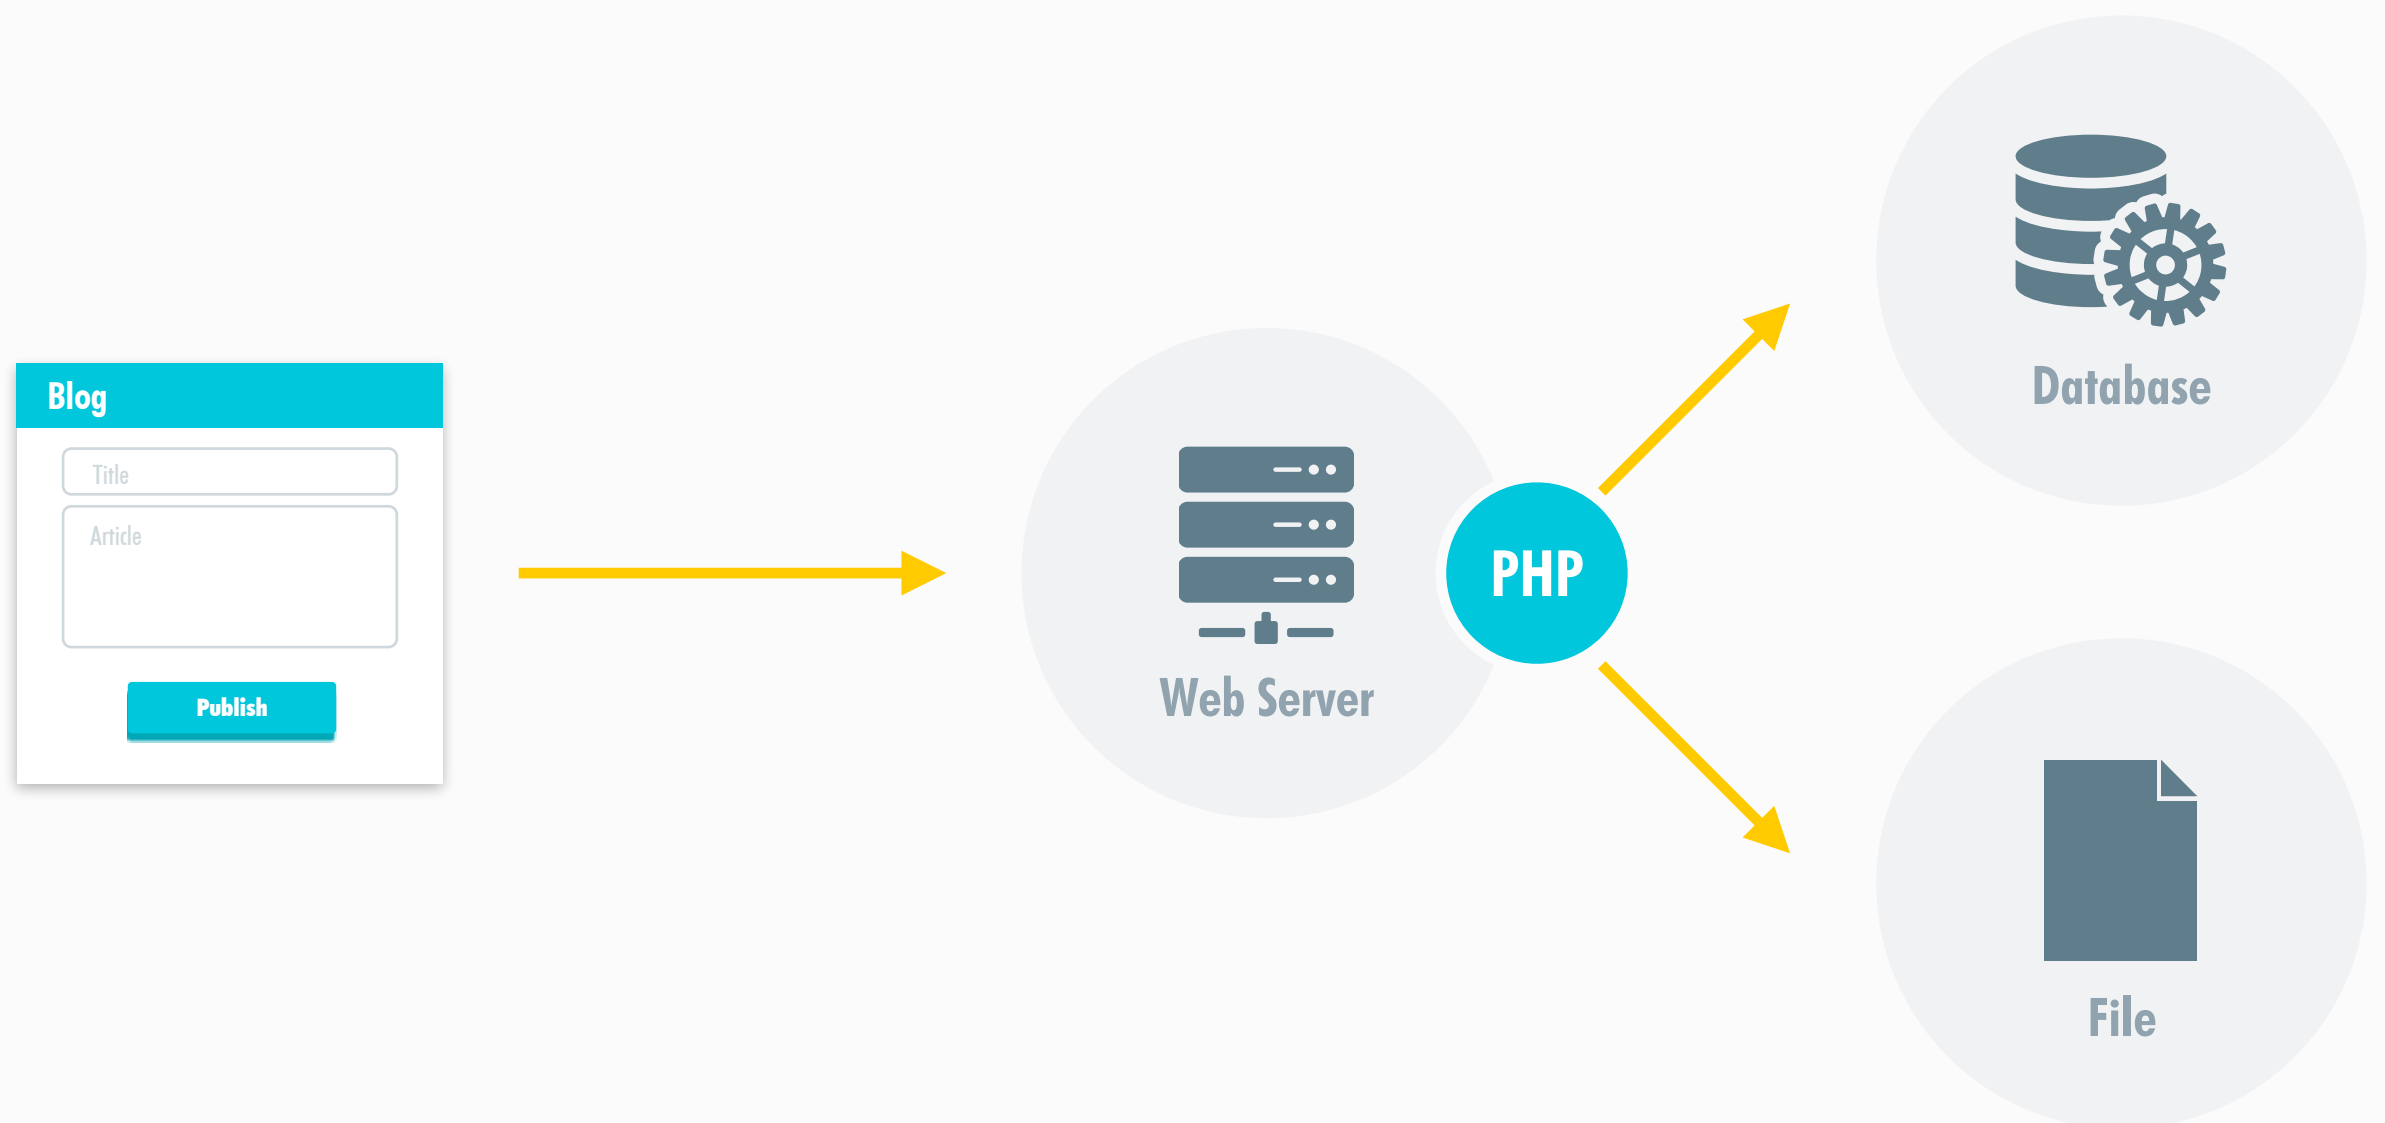 Blog
Title
Article
Publish
Web Server
PHP
Database
File